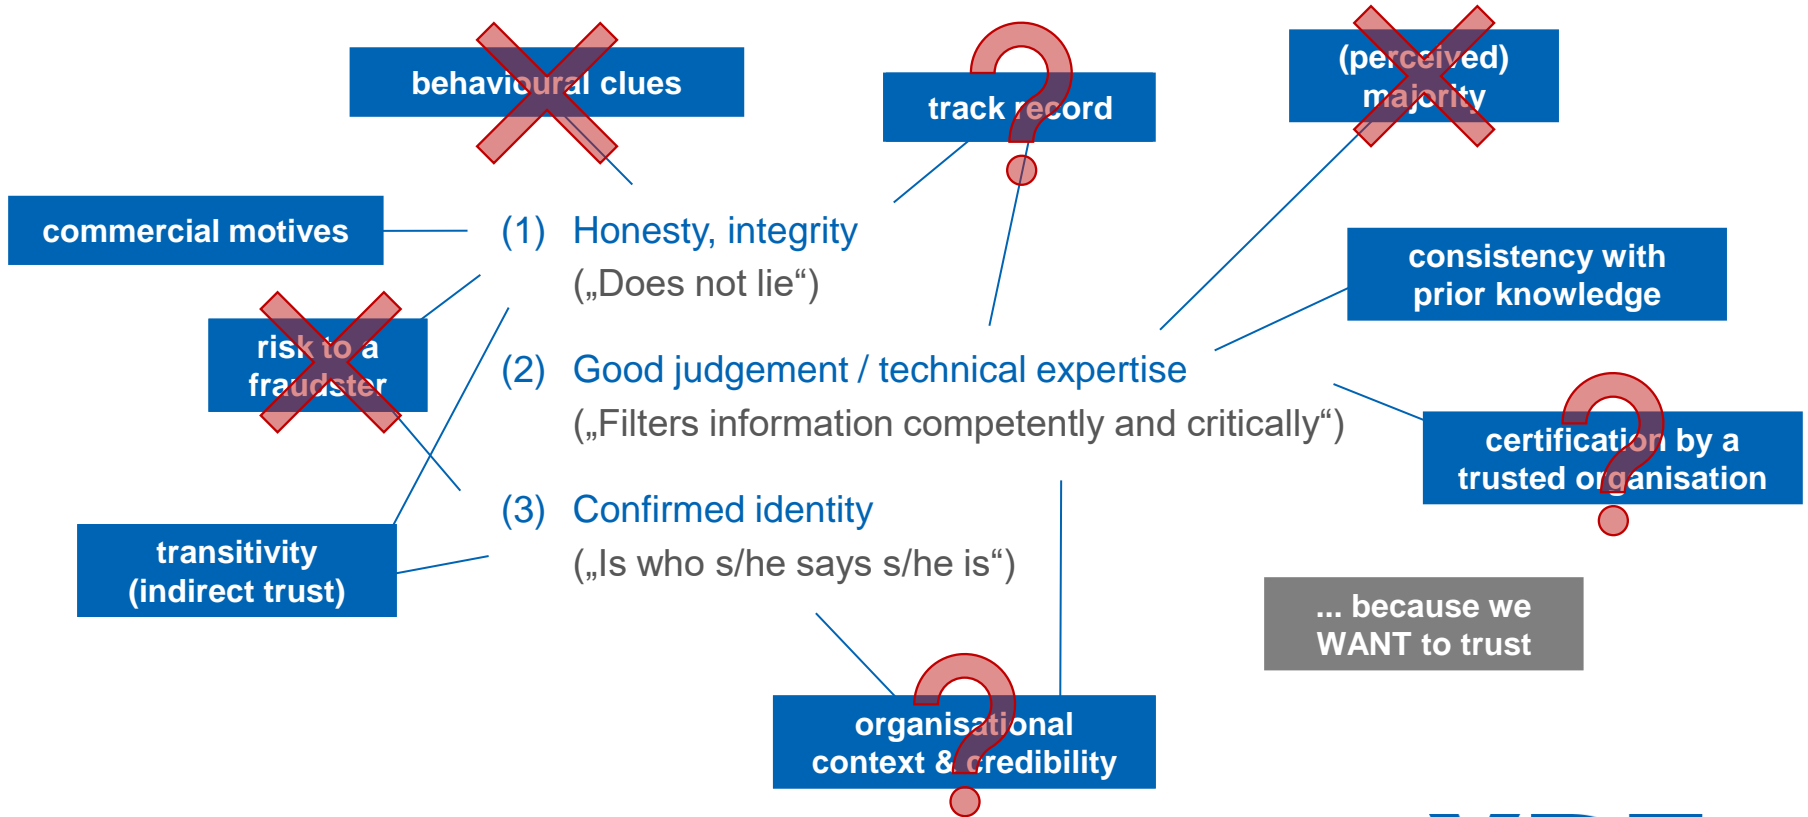 behavioural clues
track record
(perceived)
majority
commercial motives
(1) Honesty, integrity
(„Does not lie“)
consistency with
prior knowledge
risk to a
fraudster
(2) Good judgement / technical expertise
(„Filters information competently and critically“)
certification by a
trusted organisation
(3) Confirmed identity
(„Is who s/he says s/he is“)
transitivity
(indirect trust)
... because we
WANT to trust
organisational
context & credibility